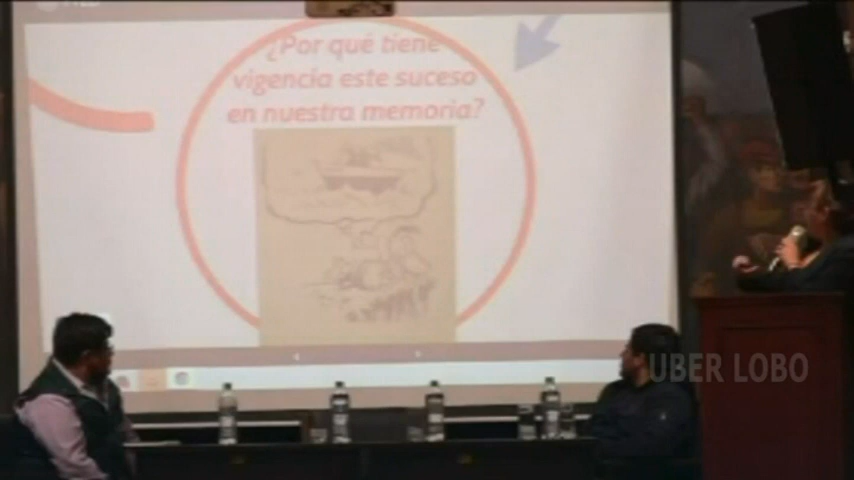 ¿Por qué tiene
vigencia este suceso
en nuestra memoria?
UBER LOBO